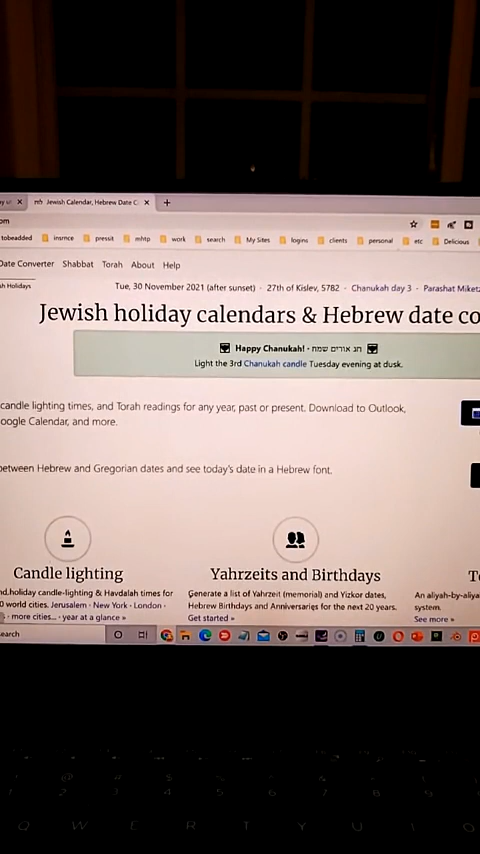 Jewish Calendar, Hebrew Date C
om
tobeadded insrnce pressit mhtp work search My Sites logins clients personal etc Delicious
Date Converter Shabbat Torah About Help
sh Holidays
Tue, 30 November 2021 (after sunset) · 27th of Kislev, 5782 · Chanukah day 3 · Parashat Miketz
Jewish holiday calendars & Hebrew date co
Happy Chanukah! · חג אורים שמח
Light the 3rd Chanukah candle Tuesday evening at dusk.
candle lighting times, and Torah readings for any year, past or present. Download to Outlook,
oogle Calendar, and more.
between Hebrew and Gregorian dates and see today's date in a Hebrew font.
Candle lighting
Yahrzeits and Birthdays
nd holiday candle-lighting & Havdalah times for
0 world cities. Jerusalem · New York · London ·
· more cities... · year at a glance »
Generate a list of Yahrzeit (memorial) and Yizkor dates,
Hebrew Birthdays and Anniversaries for the next 20 years.
Get started »
An aliyah-by-aliya
system.
See more »
earch
Q W E R T Y U I O